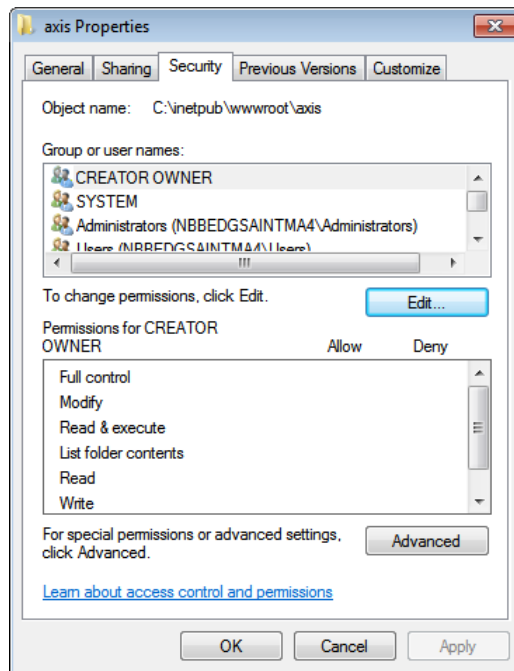 axis Properties
General Sharing Security Previous Versions Customize
Object name: C:\inetpub\wwwroot\axis
Group or user names:
CREATOR OWNER
SYSTEM
Administrators (NBBEDGSAINTMA4\Administrators)
Users (NBBEDGSAINTMA4\Users)
To change permissions, click Edit.
Edit...
Permissions for CREATOR
OWNER Allow Deny
Full control
Modify
Read & execute
List folder contents
Read
Write
For special permissions or advanced settings,
click Advanced.
Advanced
Learn about access control and permissions
OK Cancel Apply